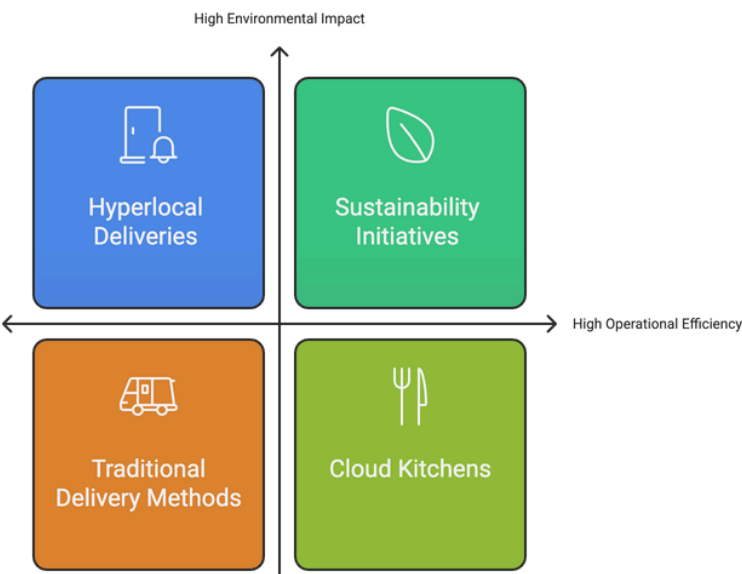 High Environmental Impact
Hyperlocal
Deliveries
Sustainability
Initiatives
High Operational Efficiency
Traditional
Delivery Methods
Cloud Kitchens